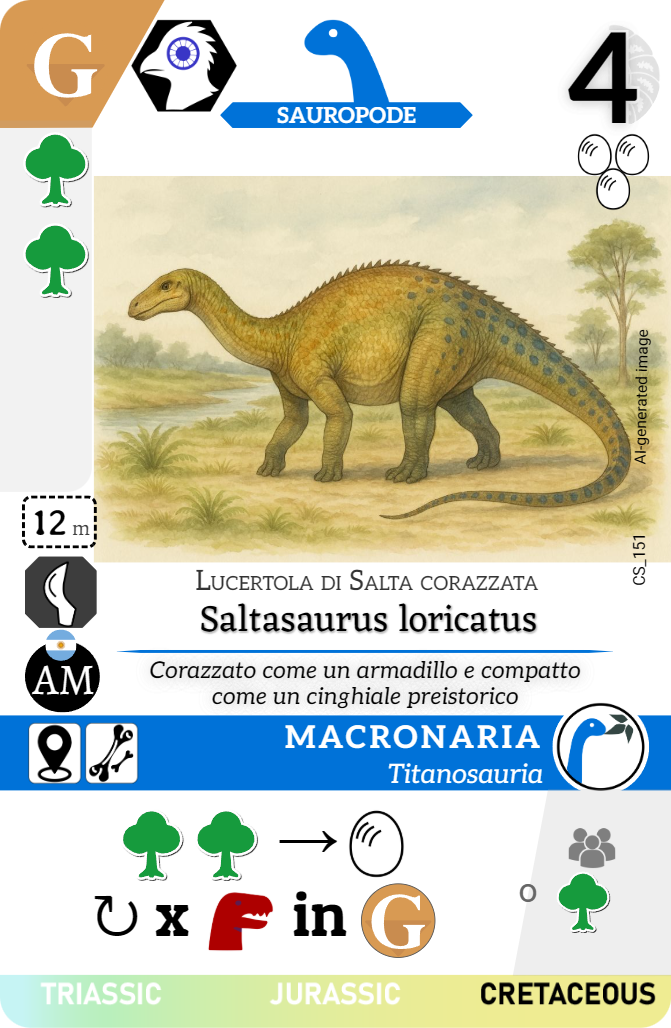 G
4
SAUROPODE
AI-generated image
CS_151
12 m
Lucertola di Salta corazzata
Saltasaurus loricatus
AM
Corazzato come un armadillo e compatto
come un cinghiale preistorico
MACRONARIA
Titanosauria
o
x in G
TRIASSIC JURASSIC CRETACEOUS